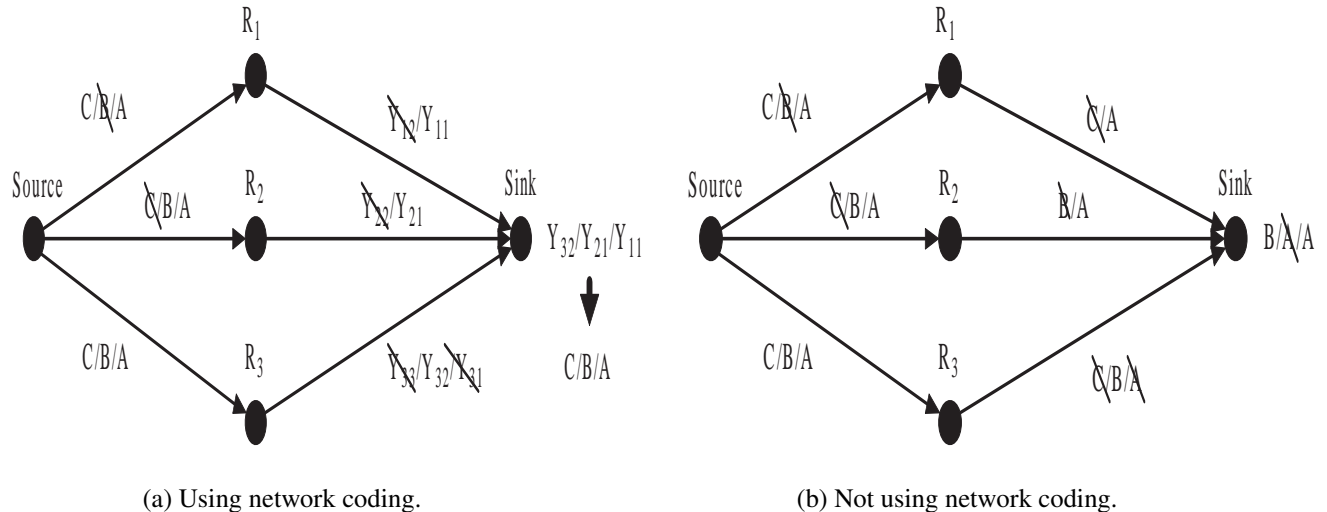 R1
C/B/A
Y12/Y11
Source
R2
Sink
C/B/A
Y22/Y21
Y32/Y21/Y11
R3
C/B/A
Y33/Y32/Y31
C/B/A
(a) Using network coding.
R1
C/B/A
C/A
Source
R2
Sink
C/B/A
B/A
B/A/A
R3
C/B/A
C/B/A
(b) Not using network coding.